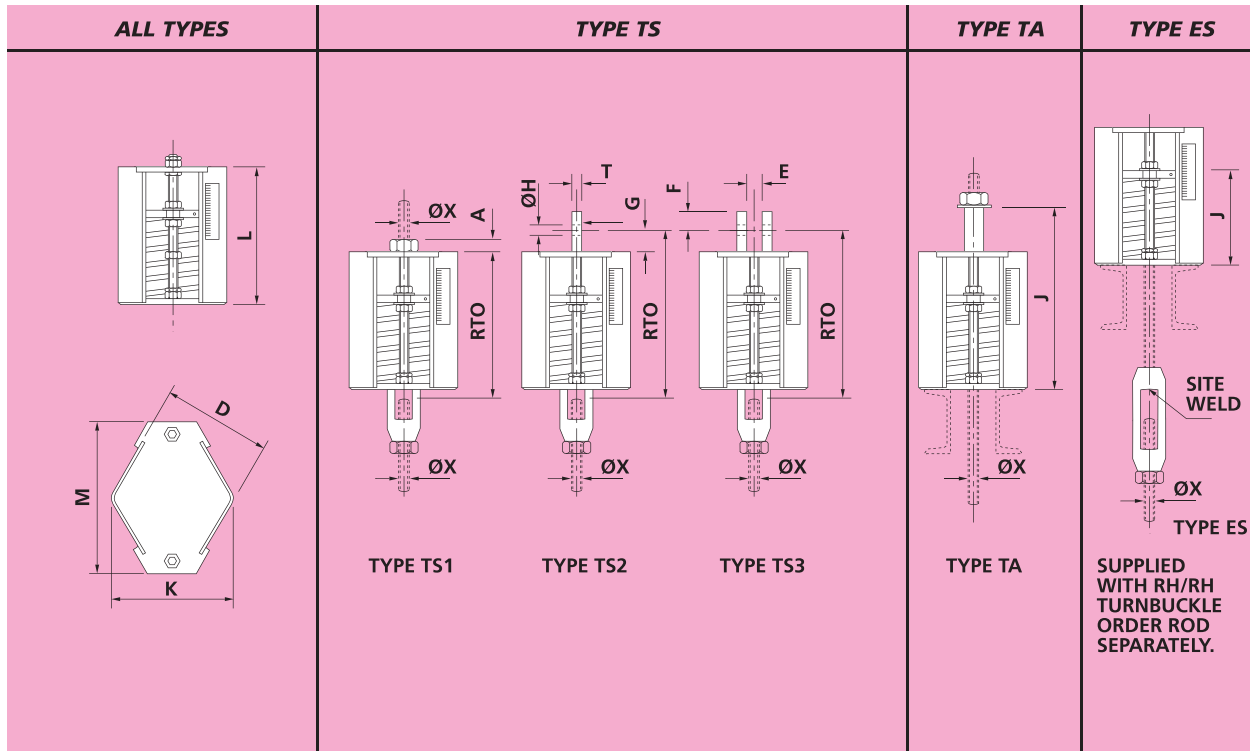 ALL TYPES
TYPE TS
TYPE TA
TYPE ES
L
D
M
K
ØX
A
RTO
ØX
TYPE TS1
ØH
T
G
RTO
ØX
TYPE TS2
F
E
RTO
ØX
TYPE TS3
J
ØX
TYPE TA
J
SITE
WELD
ØX
TYPE ES
SUPPLIED
WITH RH/RH
TURNBUCKLE
ORDER ROD
SEPARATELY.